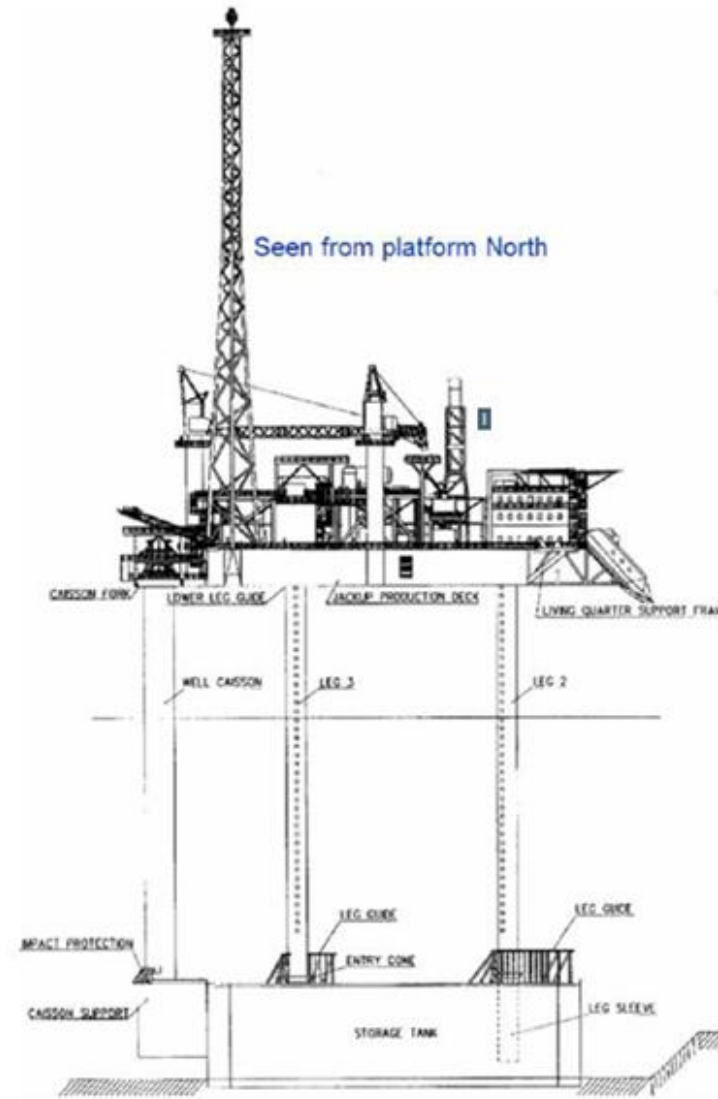 Seen from platform North
CAISSON FORK
LOWER LEG GUIDE
JACKUP PRODUCTION DECK
LIVING QUARTER SUPPORT FRA
WELL CAISSON
LEG 3
LEG 2
LEG GUIDE
LEG GUIDE
IMPACT PROTECTION
ENTRY CONE
CAISSON SUPPORT
STORAGE TANK
LEG SLEEVE